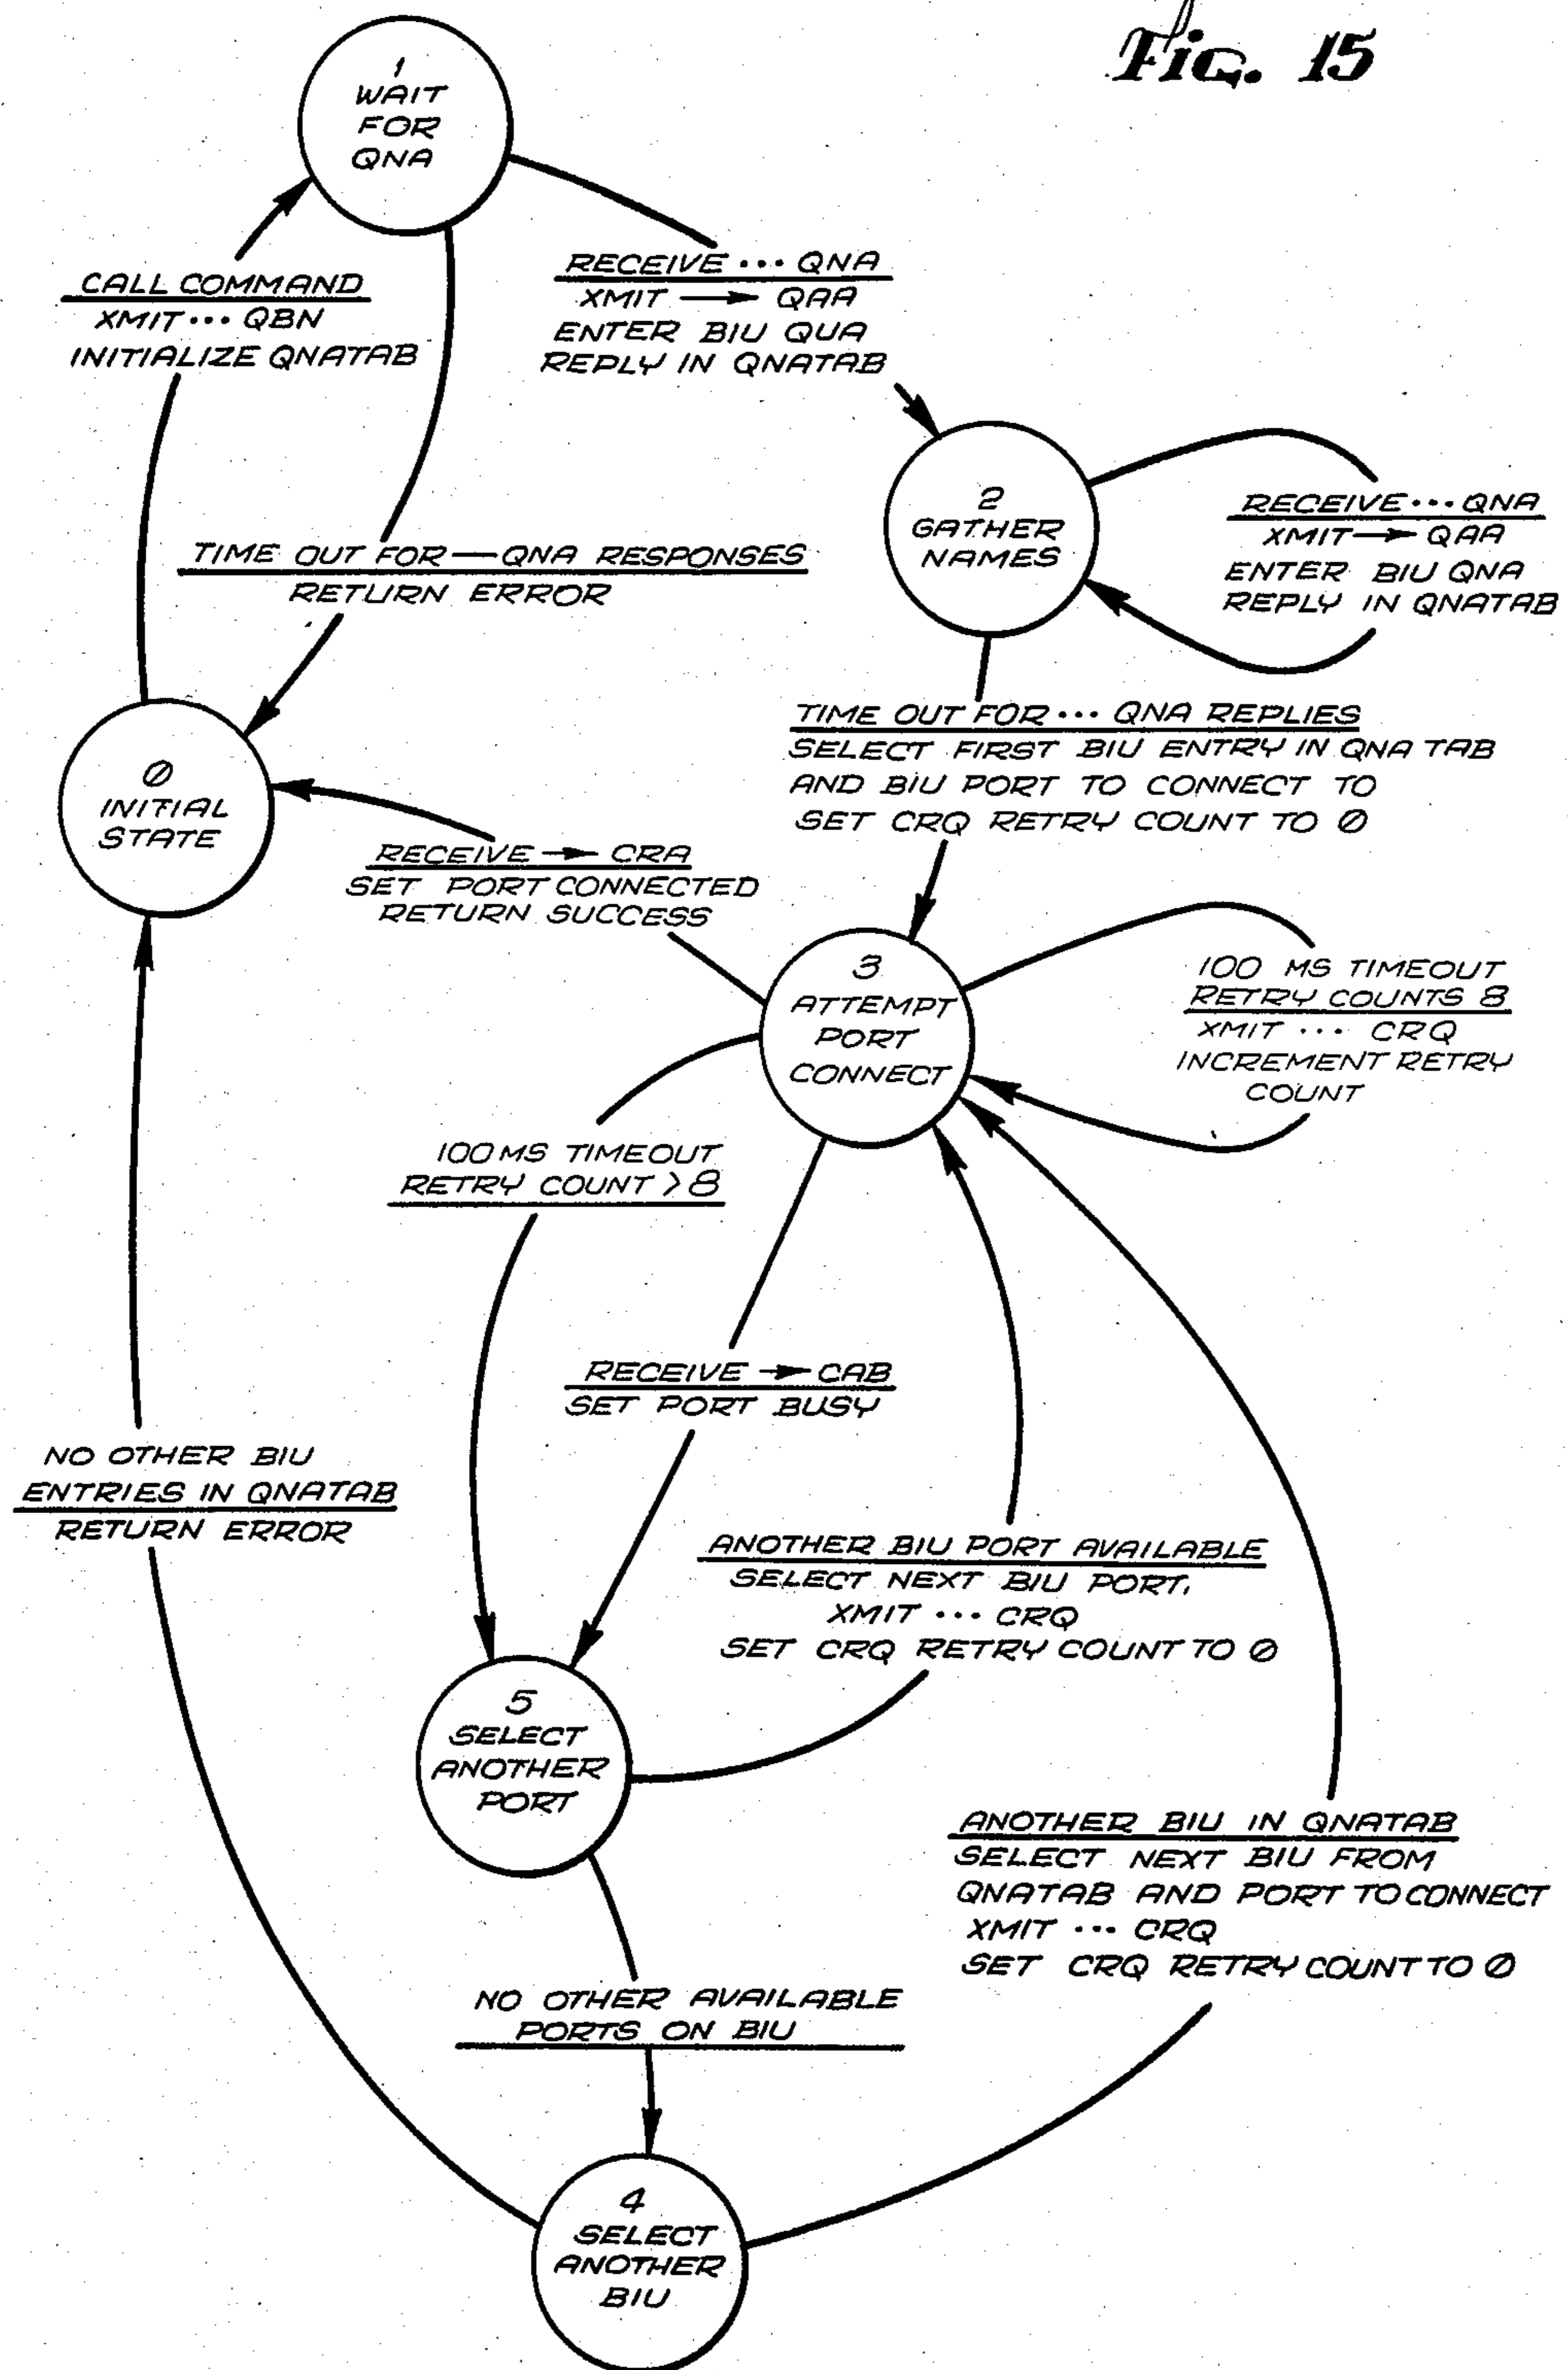 Fig. 15
1
WAIT
FOR
QNA
CALL COMMAND
XMIT ··· QBN
INITIALIZE QNATAB
RECEIVE ··· QNA
XMIT → QAA
ENTER BIU QUA
REPLY IN QNATAB
TIME OUT FOR — QNA RESPONSES
RETURN ERROR
2
GATHER
NAMES
RECEIVE ··· QNA
XMIT → QAA
ENTER BIU QNA
REPLY IN QNATAB
TIME OUT FOR ··· QNA REPLIES
SELECT FIRST BIU ENTRY IN QNA TAB
AND BIU PORT TO CONNECT TO
SET CRQ RETRY COUNT TO Ø
Ø
INITIAL
STATE
RECEIVE → CRA
SET PORT CONNECTED
RETURN SUCCESS
3
ATTEMPT
PORT
CONNECT
100 MS TIMEOUT
RETRY COUNTS 8
XMIT ··· CRQ
INCREMENT RETRY
COUNT
100 MS TIMEOUT
RETRY COUNT > 8
RECEIVE → CAB
SET PORT BUSY
NO OTHER BIU
ENTRIES IN QNATAB
RETURN ERROR
ANOTHER BIU PORT AVAILABLE
SELECT NEXT BIU PORT,
XMIT ··· CRQ
SET CRQ RETRY COUNT TO Ø
5
SELECT
ANOTHER
PORT
ANOTHER BIU IN QNATAB
SELECT NEXT BIU FROM
QNATAB AND PORT TO CONNECT
XMIT ··· CRQ
SET CRQ RETRY COUNT TO Ø
NO OTHER AVAILABLE
PORTS ON BIU
4
SELECT
ANOTHER
BIU